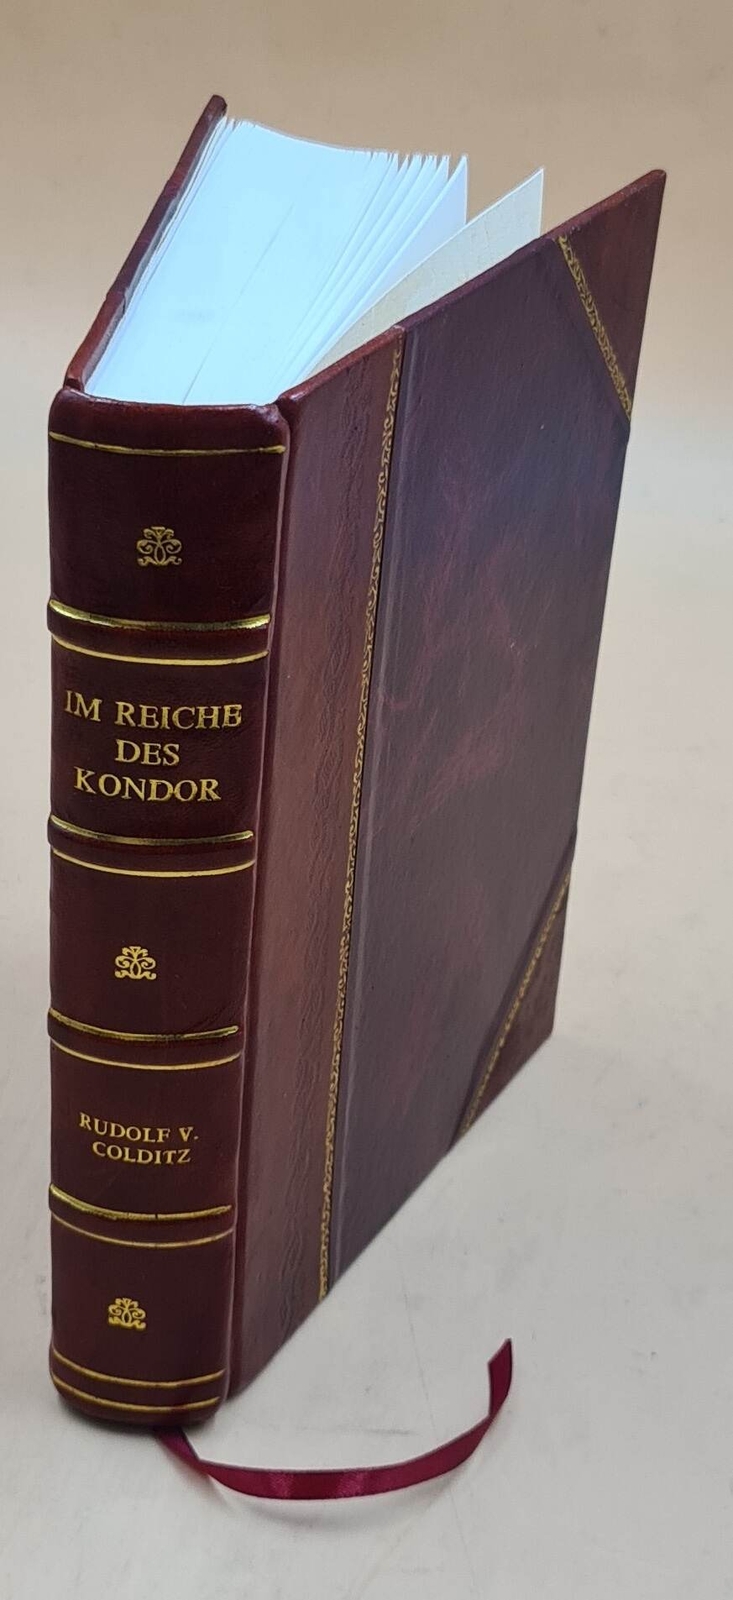 IM REICHE
DES
KONDOR
RUDOLF V.
COLDITZ